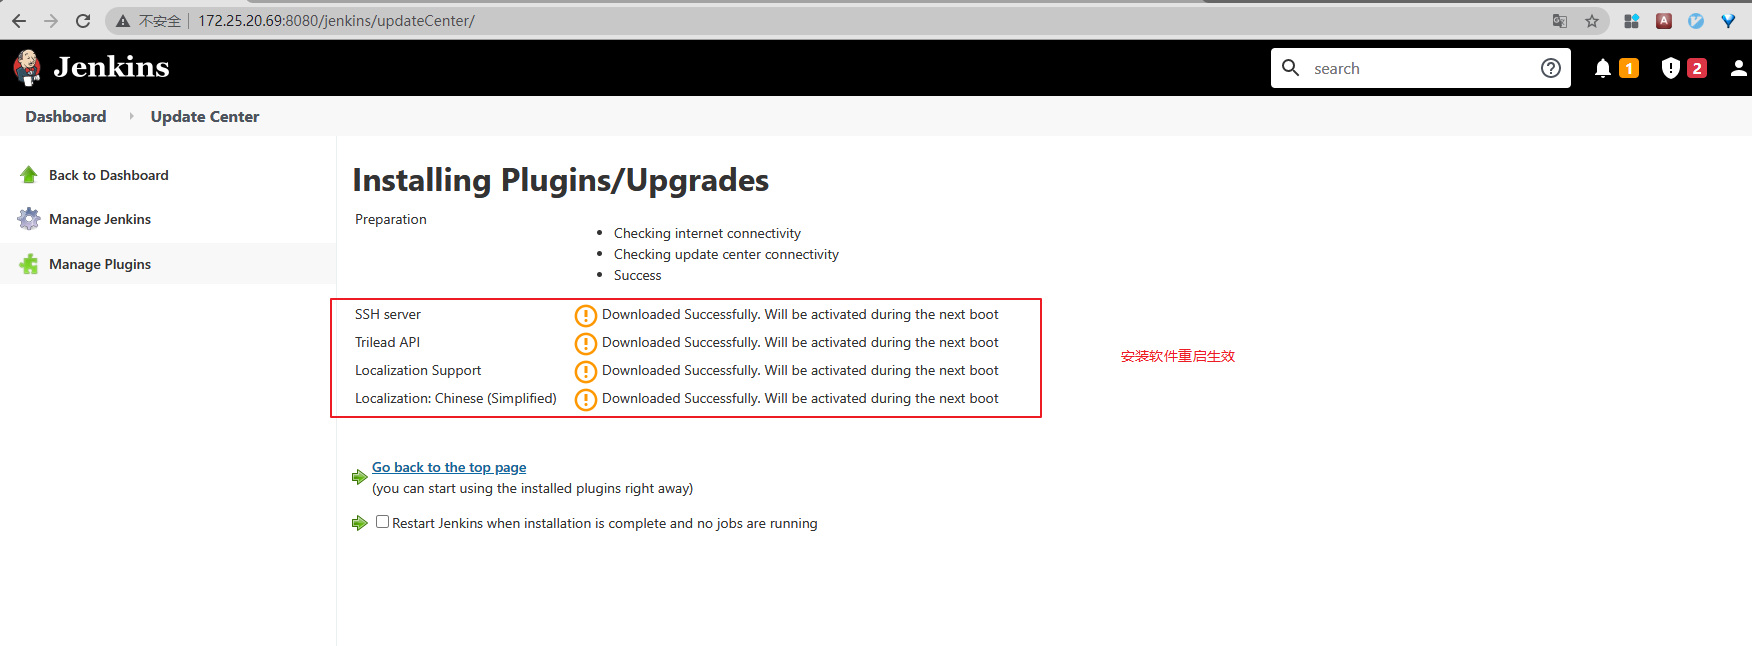 不安全 172.25.20.69:8080/jenkins/updateCenter/
A
Jenkins
search
1
2
Dashboard Update Center
Back to Dashboard
Manage Jenkins
Manage Plugins
Installing Plugins/Upgrades
Preparation
Checking internet connectivity
Checking update center connectivity
Success
SSH server Downloaded Successfully. Will be activated during the next boot
Trilead API Downloaded Successfully. Will be activated during the next boot
Localization Support Downloaded Successfully. Will be activated during the next boot
Localization: Chinese (Simplified) Downloaded Successfully. Will be activated during the next boot
安装软件重启生效
Go back to the top page
(you can start using the installed plugins right away)
Restart Jenkins when installation is complete and no jobs are running